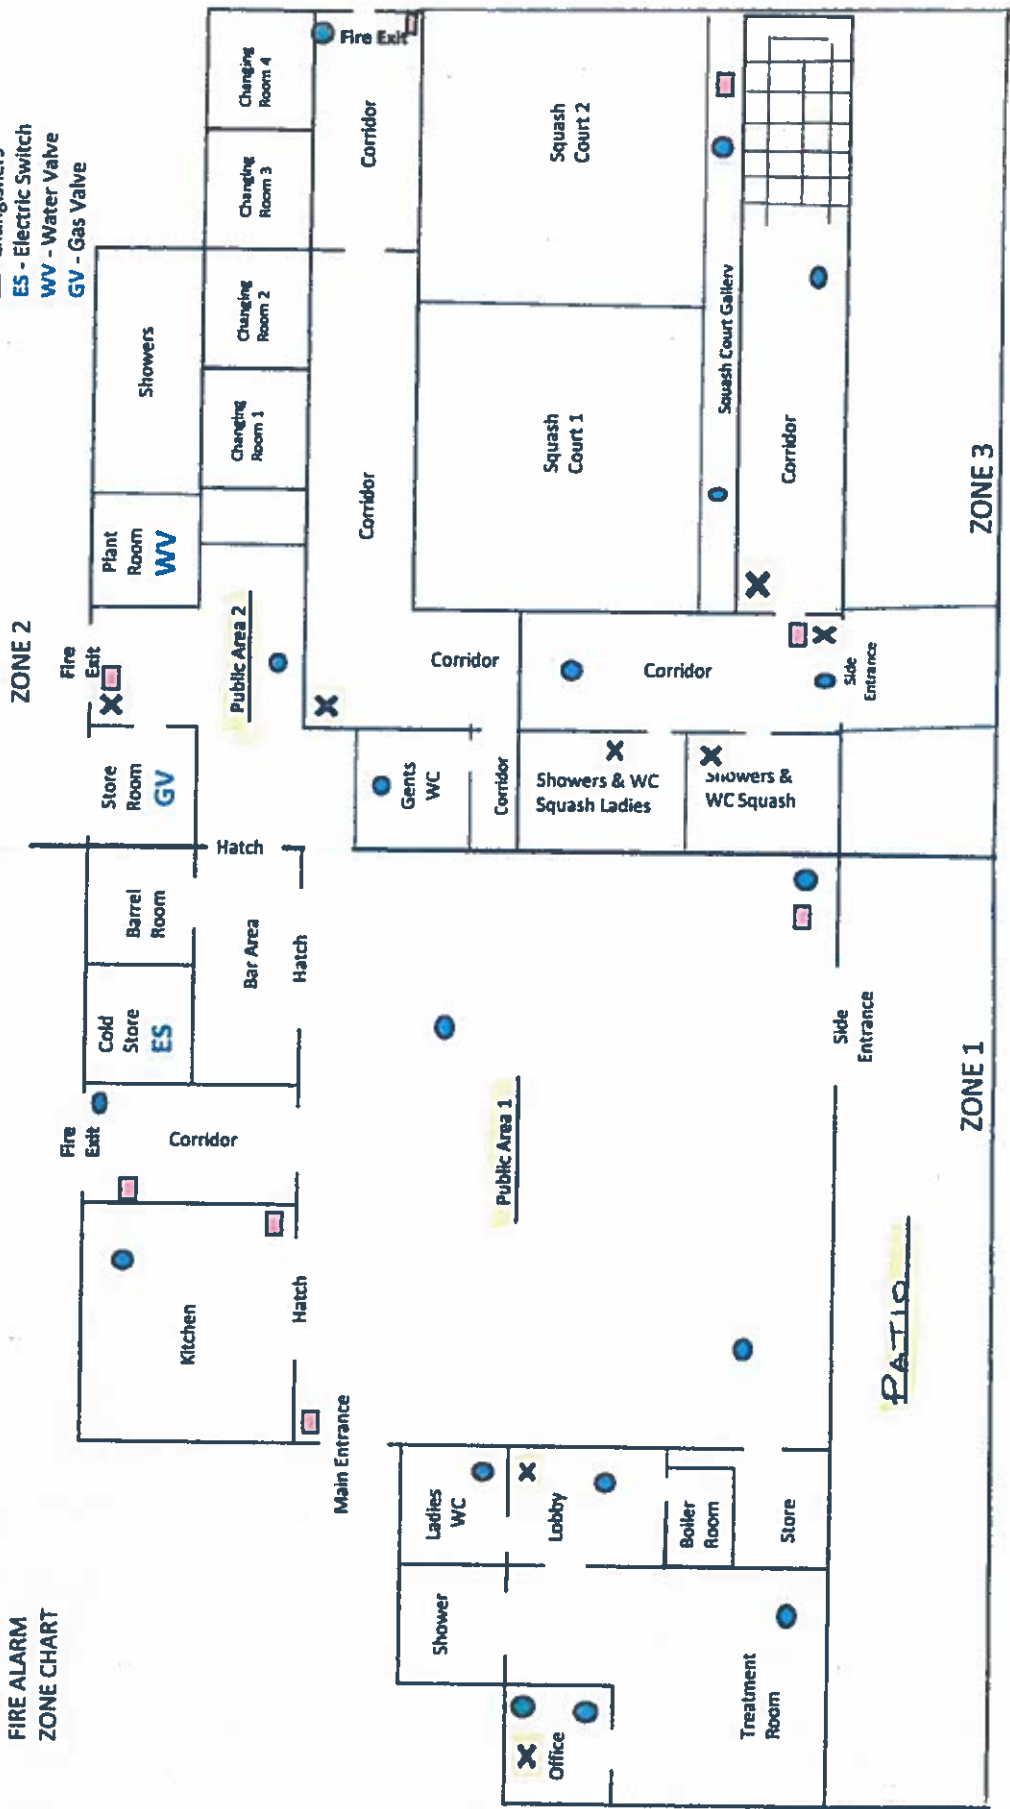 FIRE ALARM
ZONE CHART
ES - Electric Switch
WV - Water Valve
GV - Gas Valve
ZONE 2
Fire
Exit
Fire
Exit
Kitchen
Hatch
Corridor
Cold
Store
ES
Barrel
Room
Bar Area
Hatch
Hatch
Store
Room
GV
Public Area 2
Plant
Room
WV
Showers
Changing
Room 1
Changing
Room 2
Changing
Room 3
Changing
Room 4
Fire Exit
Corridor
Corridor
Main Entrance
Ladies
WC
Shower
Lobby
Office
Boiler
Room
Store
Treatment
Room
Public Area 1
Gents
WC
Corridor
Corridor
Showers & WC
Squash Ladies
Showers &
WC Squash
Corridor
Squash
Court 1
Squash
Court 2
Squash Court Gallery
Corridor
Side
Entrance
Side
Entrance
PATIO
ZONE 1
ZONE 3